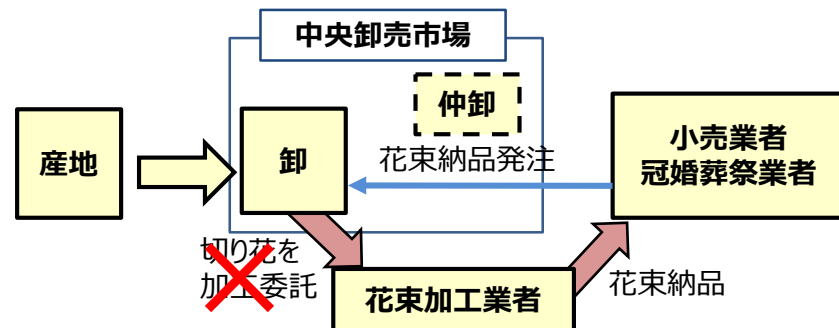 中央卸売市場
仲卸
産地
卸
花束納品発注
小売業者
冠婚葬祭業者
切り花を
加工委託
花束加工業者
花束納品